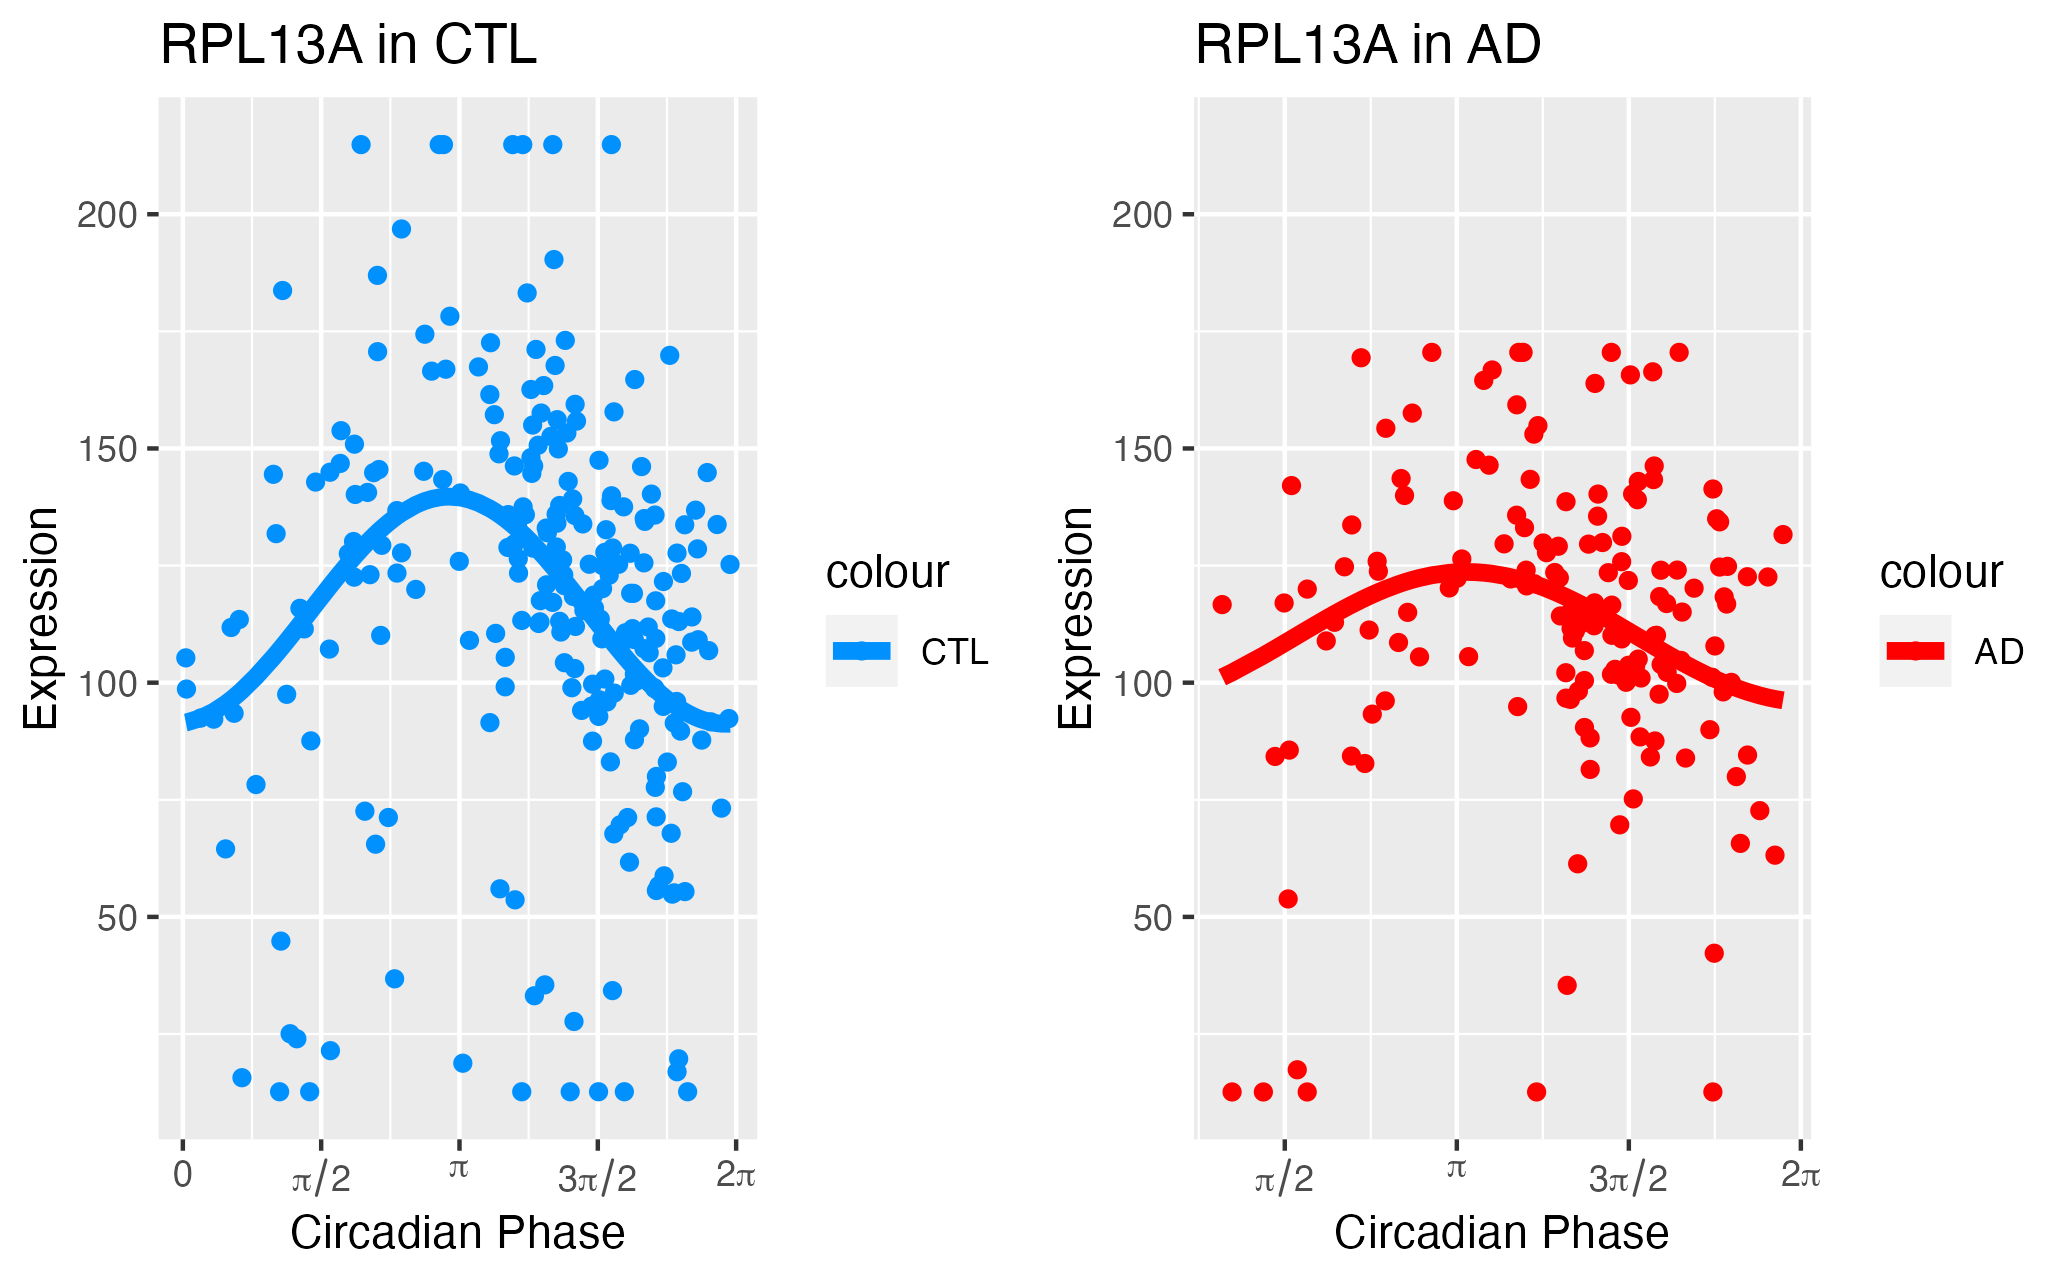 RPL13A in CTL
Expression
200
150
100
50
0
π/2
π
3π/2
2π
Circadian Phase
colour
CTL
RPL13A in AD
Expression
200
150
100
50
π/2
π
3π/2
2π
Circadian Phase
colour
AD